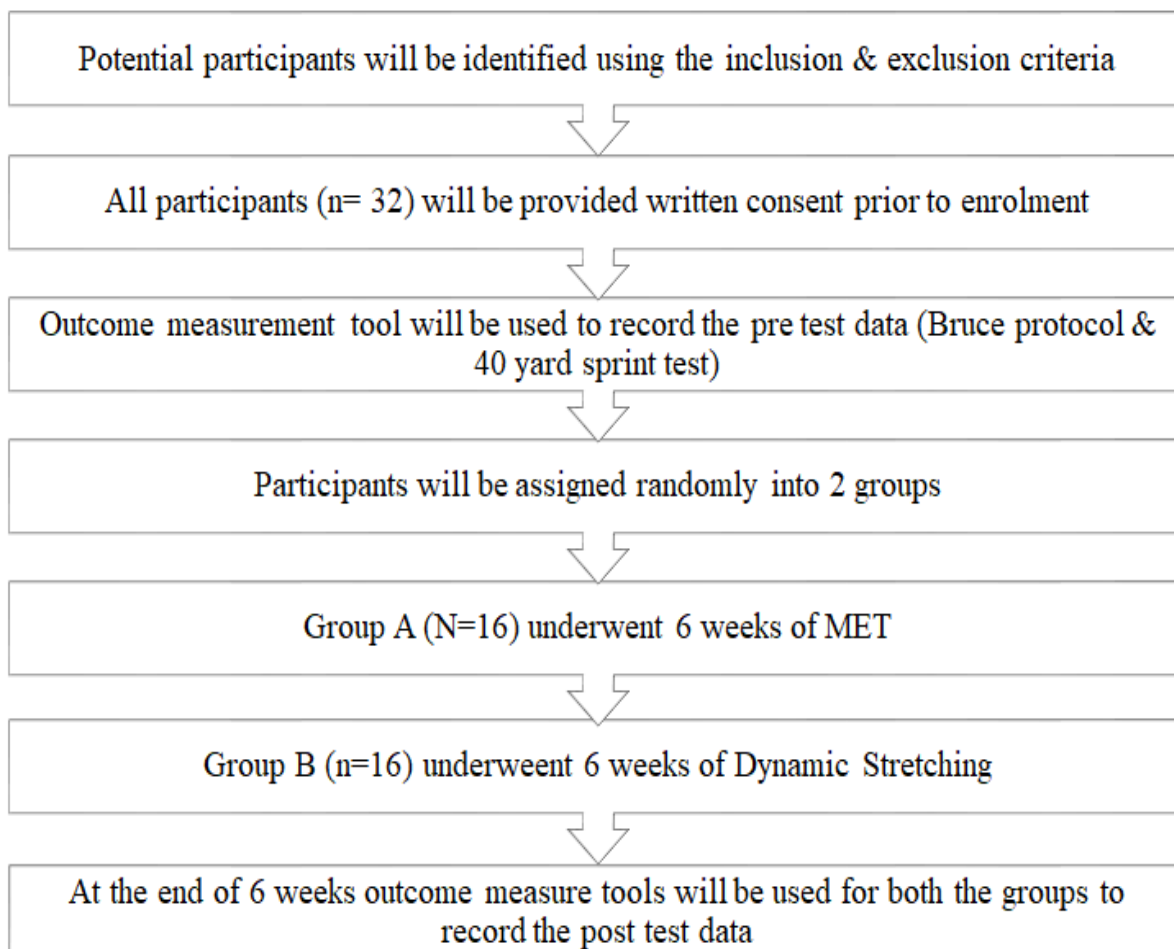 Potential participants will be identified using the inclusion & exclusion criteria
All participants (n= 32) will be provided written consent prior to enrolment
Outcome measurement tool will be used to record the pre test data (Bruce protocol &
40 yard sprint test)
Participants will be assigned randomly into 2 groups
Group A (N=16) underwent 6 weeks of MET
Group B (n=16) underweent 6 weeks of Dynamic Stretching
At the end of 6 weeks outcome measure tools will be used for both the groups to
record the post test data